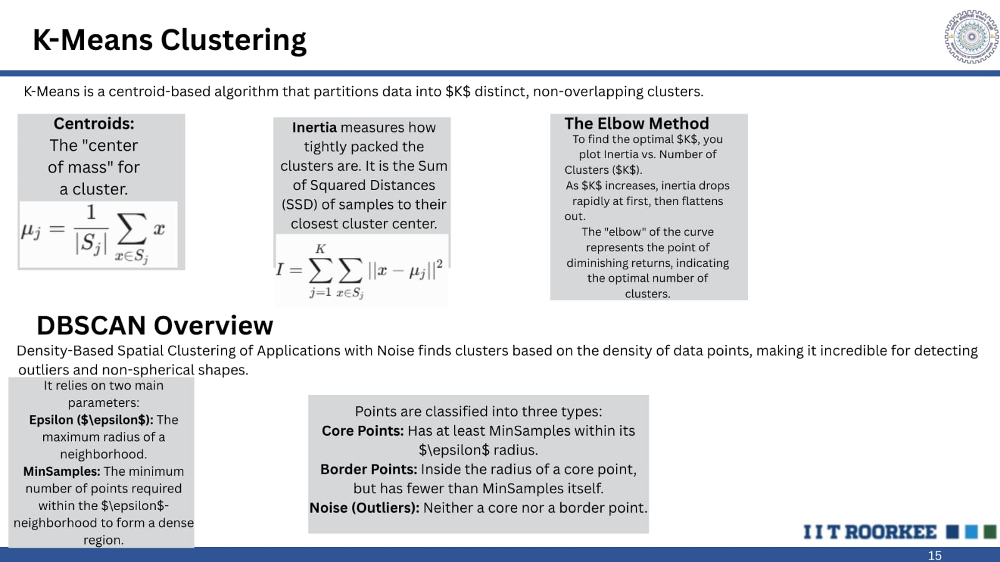 K-Means Clustering
K-Means is a centroid-based algorithm that partitions data into $K$ distinct, non-overlapping clusters.
Centroids:
The "center
of mass" for
a cluster.
μ_j = 1/|S_j| ∑_{x∈S_j} x
Inertia measures how
tightly packed the
clusters are. It is the Sum
of Squared Distances
(SSD) of samples to their
closest cluster center.
I = ∑_{j=1}^{K} ∑_{x∈S_j} ||x − μ_j||²
The Elbow Method
To find the optimal $K$, you
plot Inertia vs. Number of
Clusters ($K$).
As $K$ increases, inertia drops
rapidly at first, then flattens
out.
The "elbow" of the curve
represents the point of
diminishing returns, indicating
the optimal number of
clusters.
DBSCAN Overview
Density-Based Spatial Clustering of Applications with Noise finds clusters based on the density of data points, making it incredible for detecting
outliers and non-spherical shapes.
It relies on two main
parameters:
Epsilon ($\epsilon$): The
maximum radius of a
neighborhood.
MinSamples: The minimum
number of points required
within the $\epsilon$-
neighborhood to form a dense
region.
Points are classified into three types:
Core Points: Has at least MinSamples within its
$\epsilon$ radius.
Border Points: Inside the radius of a core point,
but has fewer than MinSamples itself.
Noise (Outliers): Neither a core nor a border point.
IIT ROORKEE
15